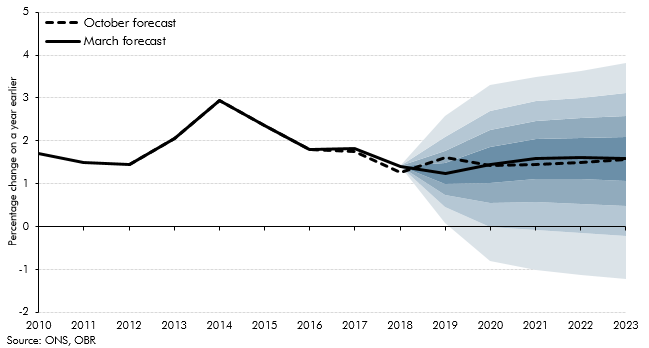 5
October forecast
March forecast
4
3
2
1
0
-1
-2
Percentage change on a year earlier
2010 2011 2012 2013 2014 2015 2016 2017 2018 2019 2020 2021 2022 2023
Source: ONS, OBR